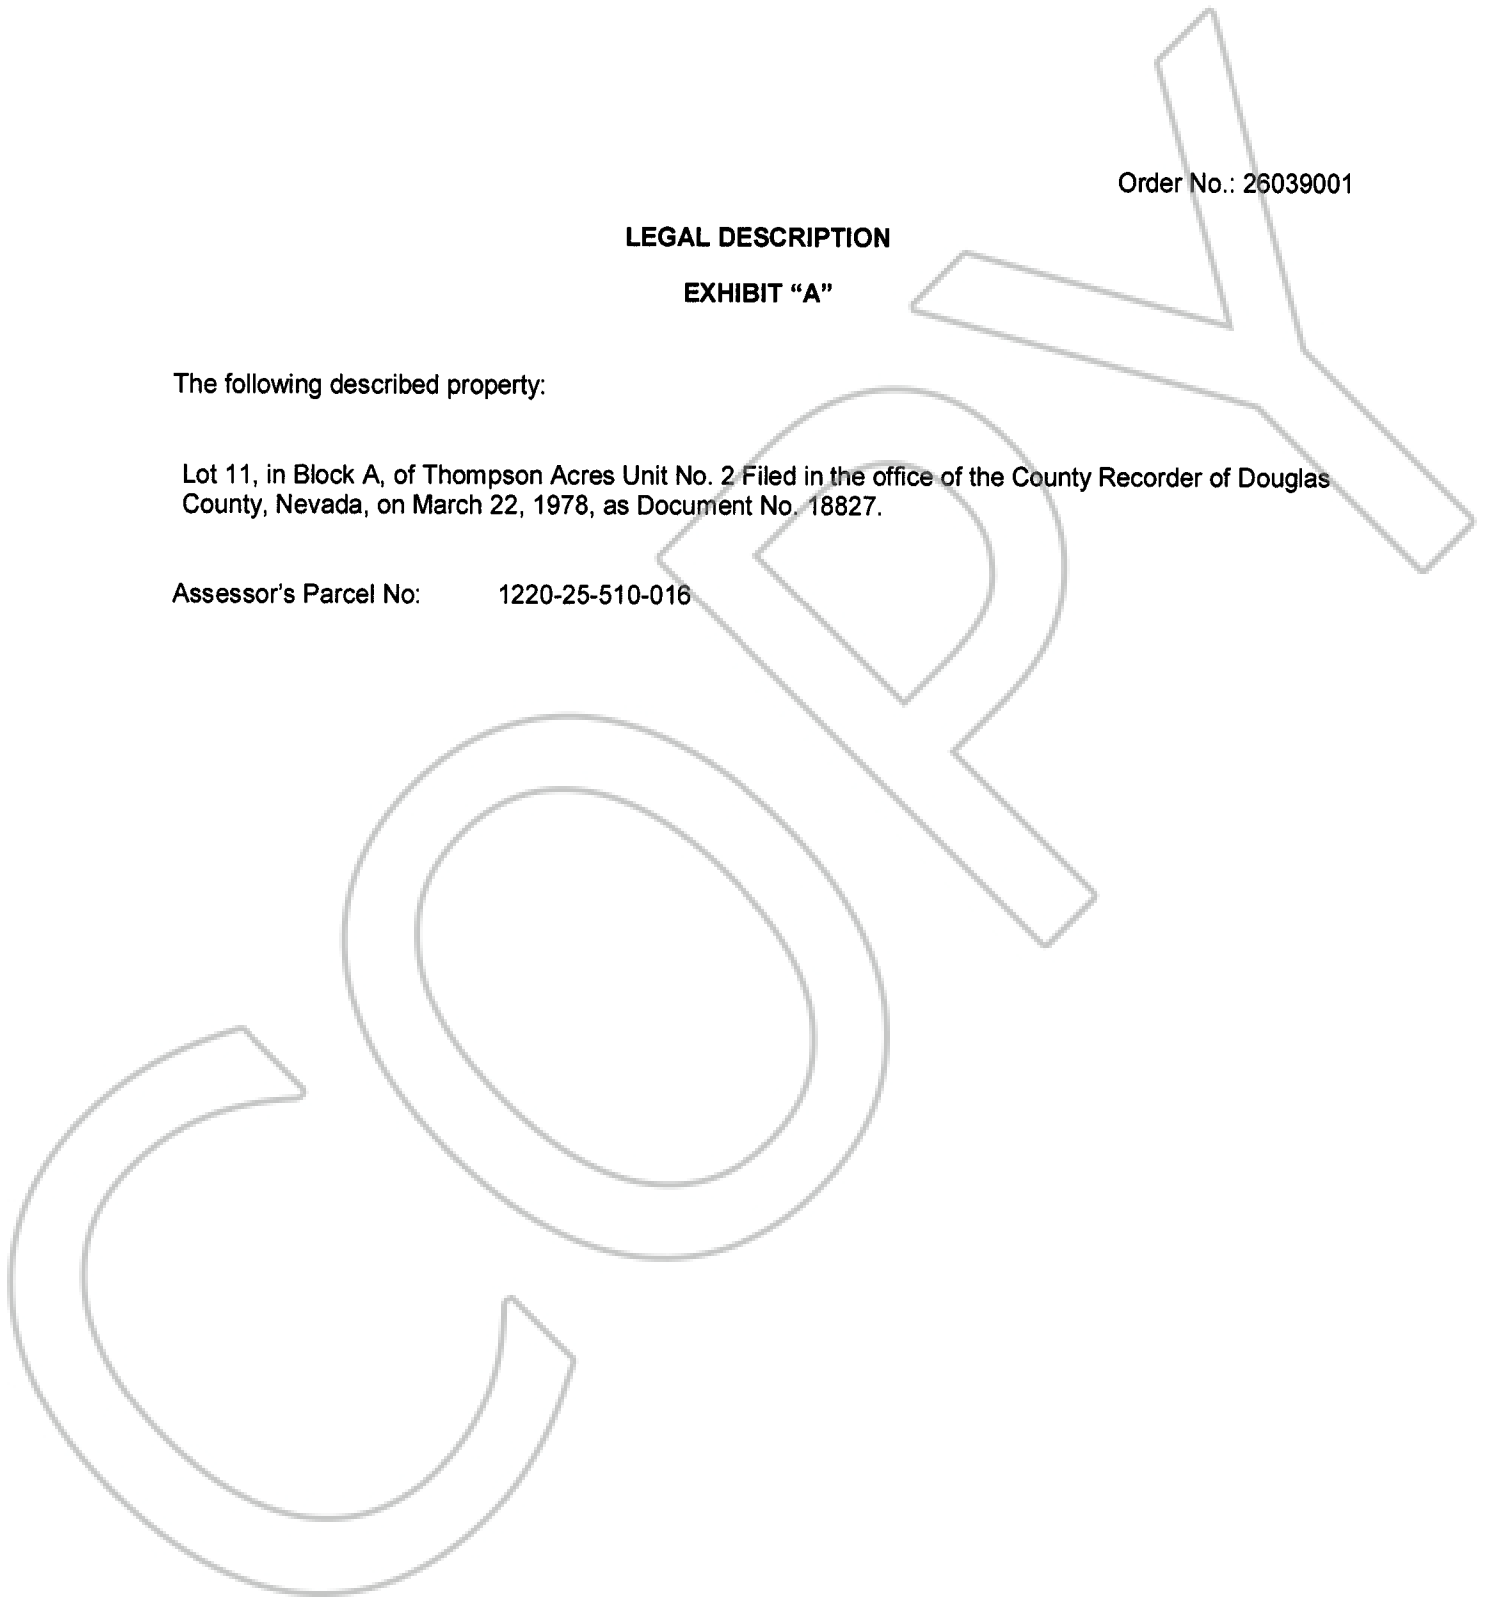 Order No.: 26039001
LEGAL DESCRIPTION
EXHIBIT “A”
The following described property:
Lot 11, in Block A, of Thompson Acres Unit No. 2 Filed in the office of the County Recorder of Douglas
County, Nevada, on March 22, 1978, as Document No. 18827.
Assessor's Parcel No: 1220-25-510-016
COPY